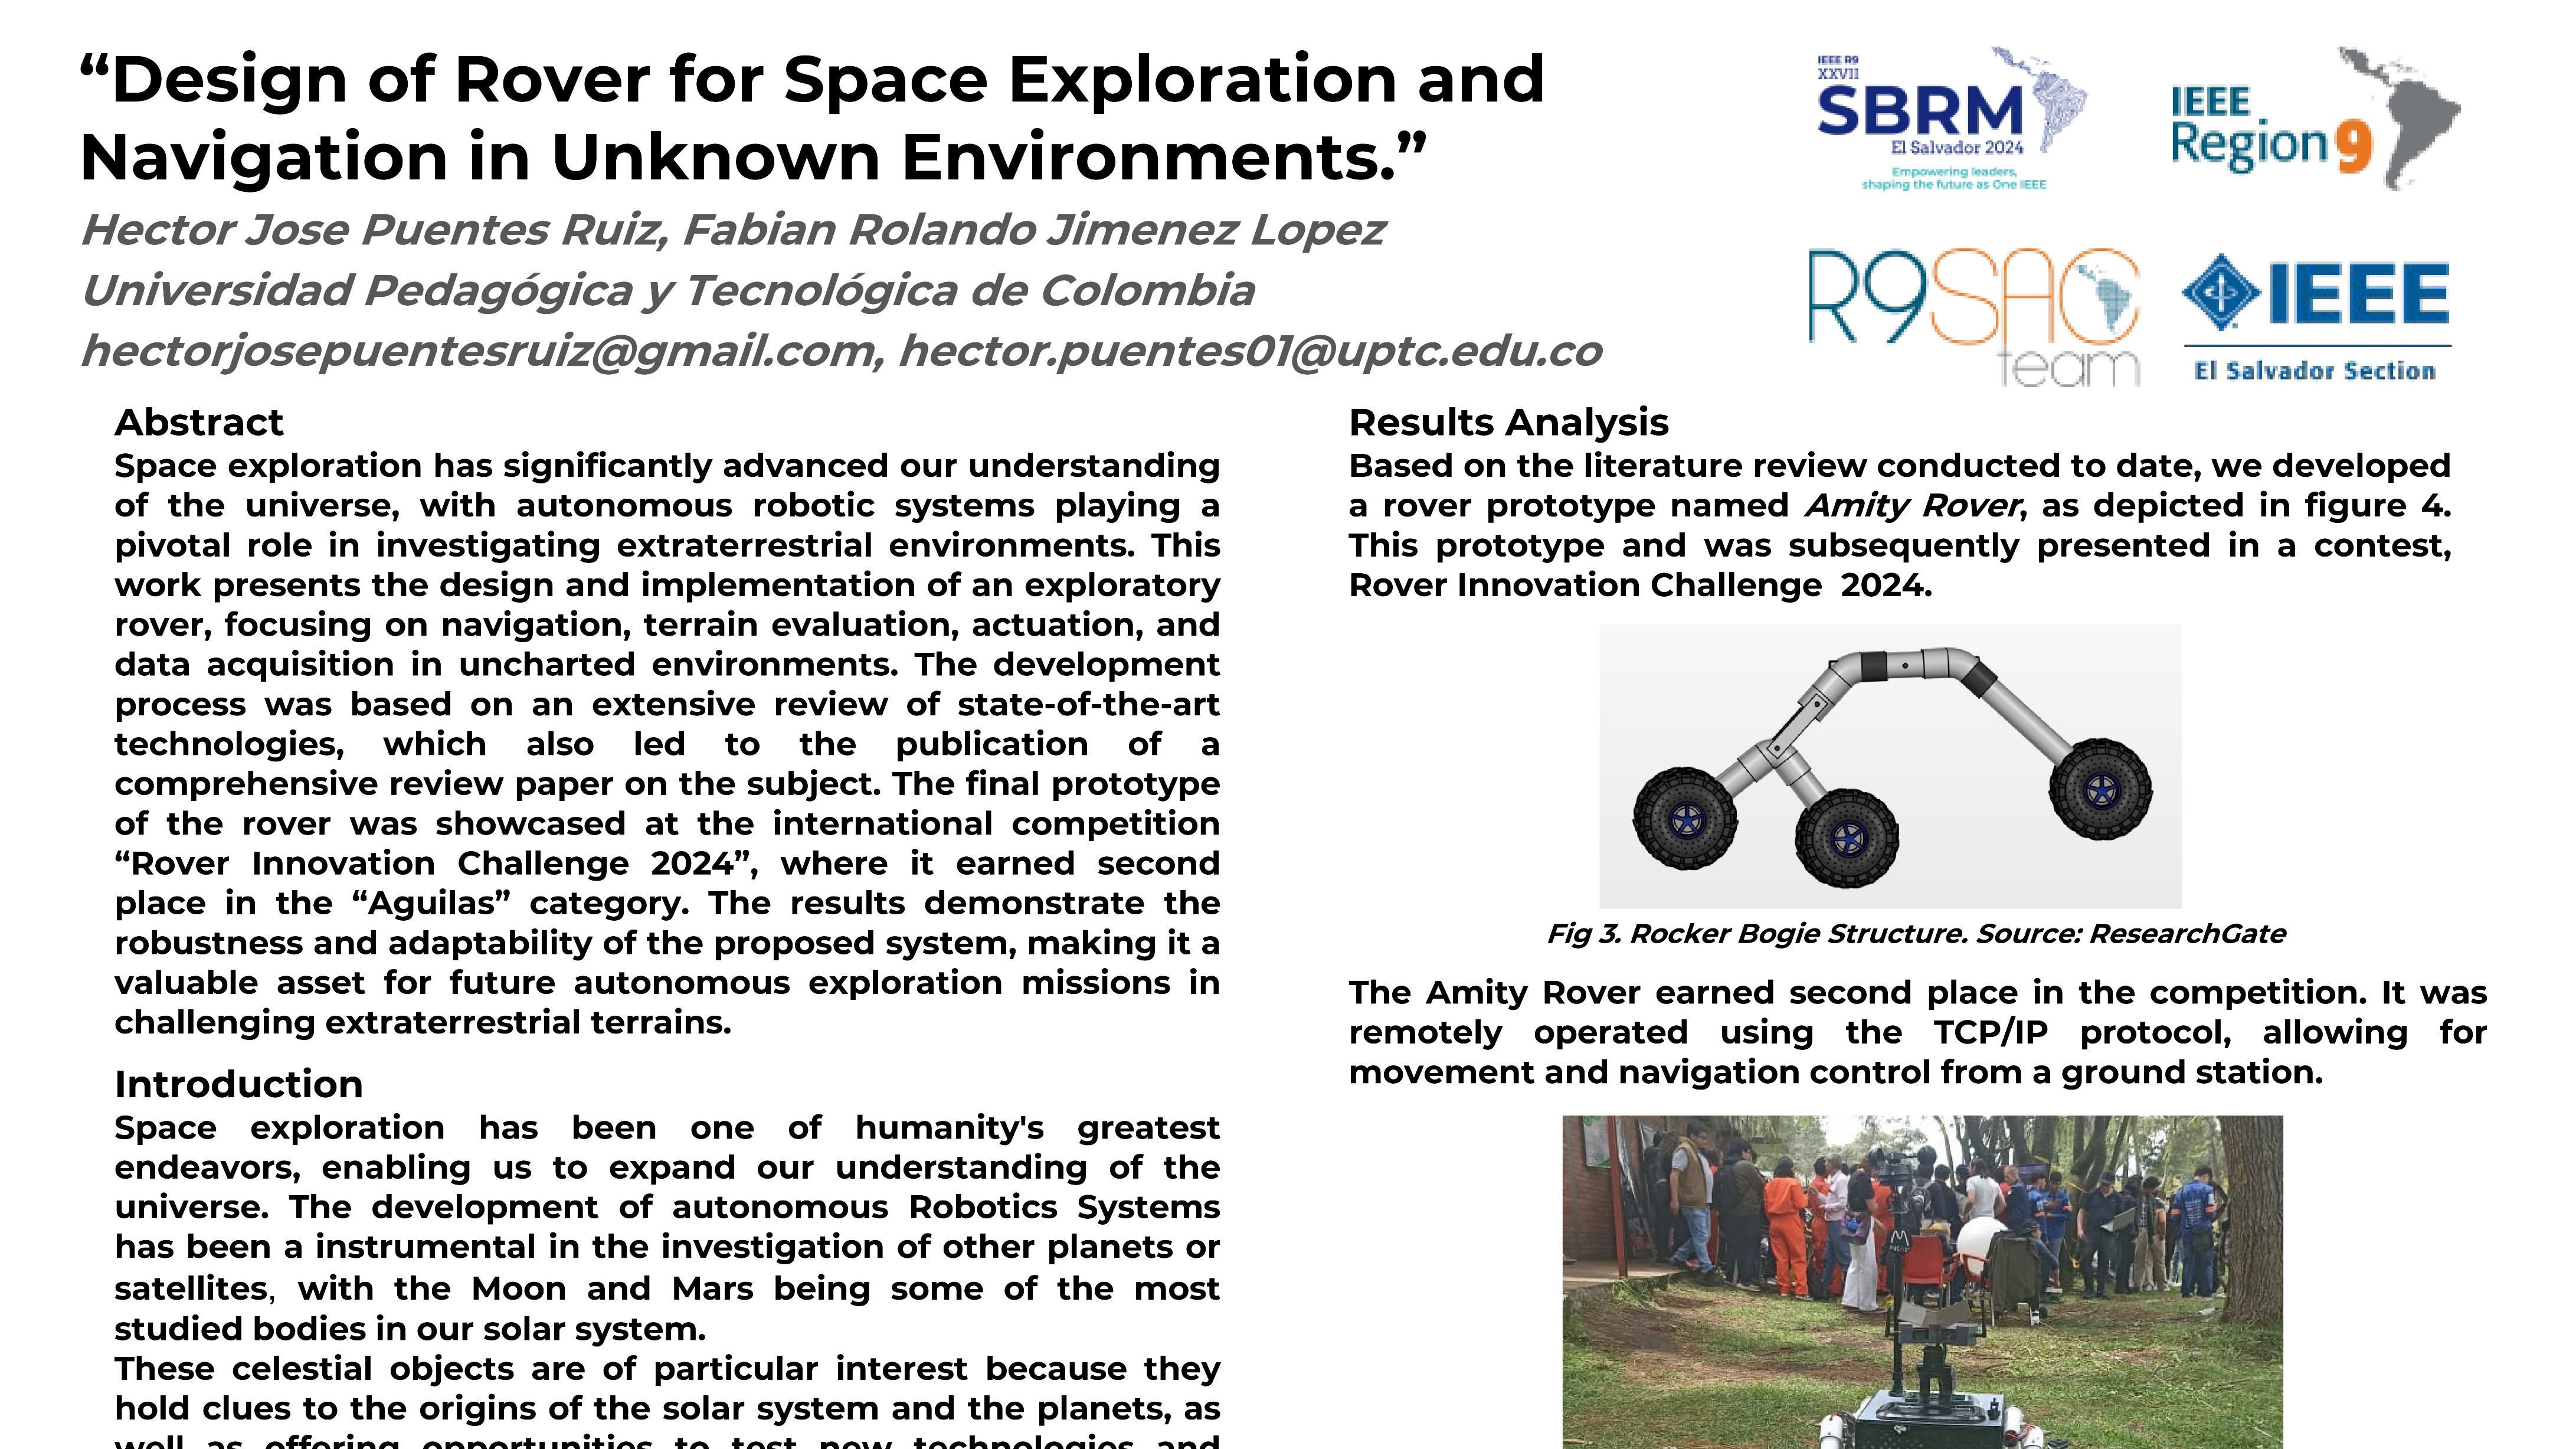 “Design of Rover for Space Exploration and
Navigation in Unknown Environments.”
Hector Jose Puentes Ruiz, Fabian Rolando Jimenez Lopez
Universidad Pedagógica y Tecnológica de Colombia
hectorjosepuentesruiz@gmail.com, hector.puentes01@uptc.edu.co
IEEE R9
XXVII
SBRM
El Salvador 2024
Empowering leaders,
shaping the future as One IEEE
IEEE
Region 9
R9SAC
team
IEEE
El Salvador Section
Abstract
Space exploration has significantly advanced our understanding
of the universe, with autonomous robotic systems playing a
pivotal role in investigating extraterrestrial environments. This
work presents the design and implementation of an exploratory
rover, focusing on navigation, terrain evaluation, actuation, and
data acquisition in uncharted environments. The development
process was based on an extensive review of state-of-the-art
technologies, which also led to the publication of a
comprehensive review paper on the subject. The final prototype
of the rover was showcased at the international competition
“Rover Innovation Challenge 2024”, where it earned second
place in the “Aguilas” category. The results demonstrate the
robustness and adaptability of the proposed system, making it a
valuable asset for future autonomous exploration missions in
challenging extraterrestrial terrains.
Introduction
Space exploration has been one of humanity's greatest
endeavors, enabling us to expand our understanding of the
universe. The development of autonomous Robotics Systems
has been a instrumental in the investigation of other planets or
satellites, with the Moon and Mars being some of the most
studied bodies in our solar system.
These celestial objects are of particular interest because they
hold clues to the origins of the solar system and the planets, as
well as offering opportunities to test new technologies and
Results Analysis
Based on the literature review conducted to date, we developed
a rover prototype named Amity Rover, as depicted in figure 4.
This prototype and was subsequently presented in a contest,
Rover Innovation Challenge 2024.
Fig 3. Rocker Bogie Structure. Source: ResearchGate
The Amity Rover earned second place in the competition. It was
remotely operated using the TCP/IP protocol, allowing for
movement and navigation control from a ground station.